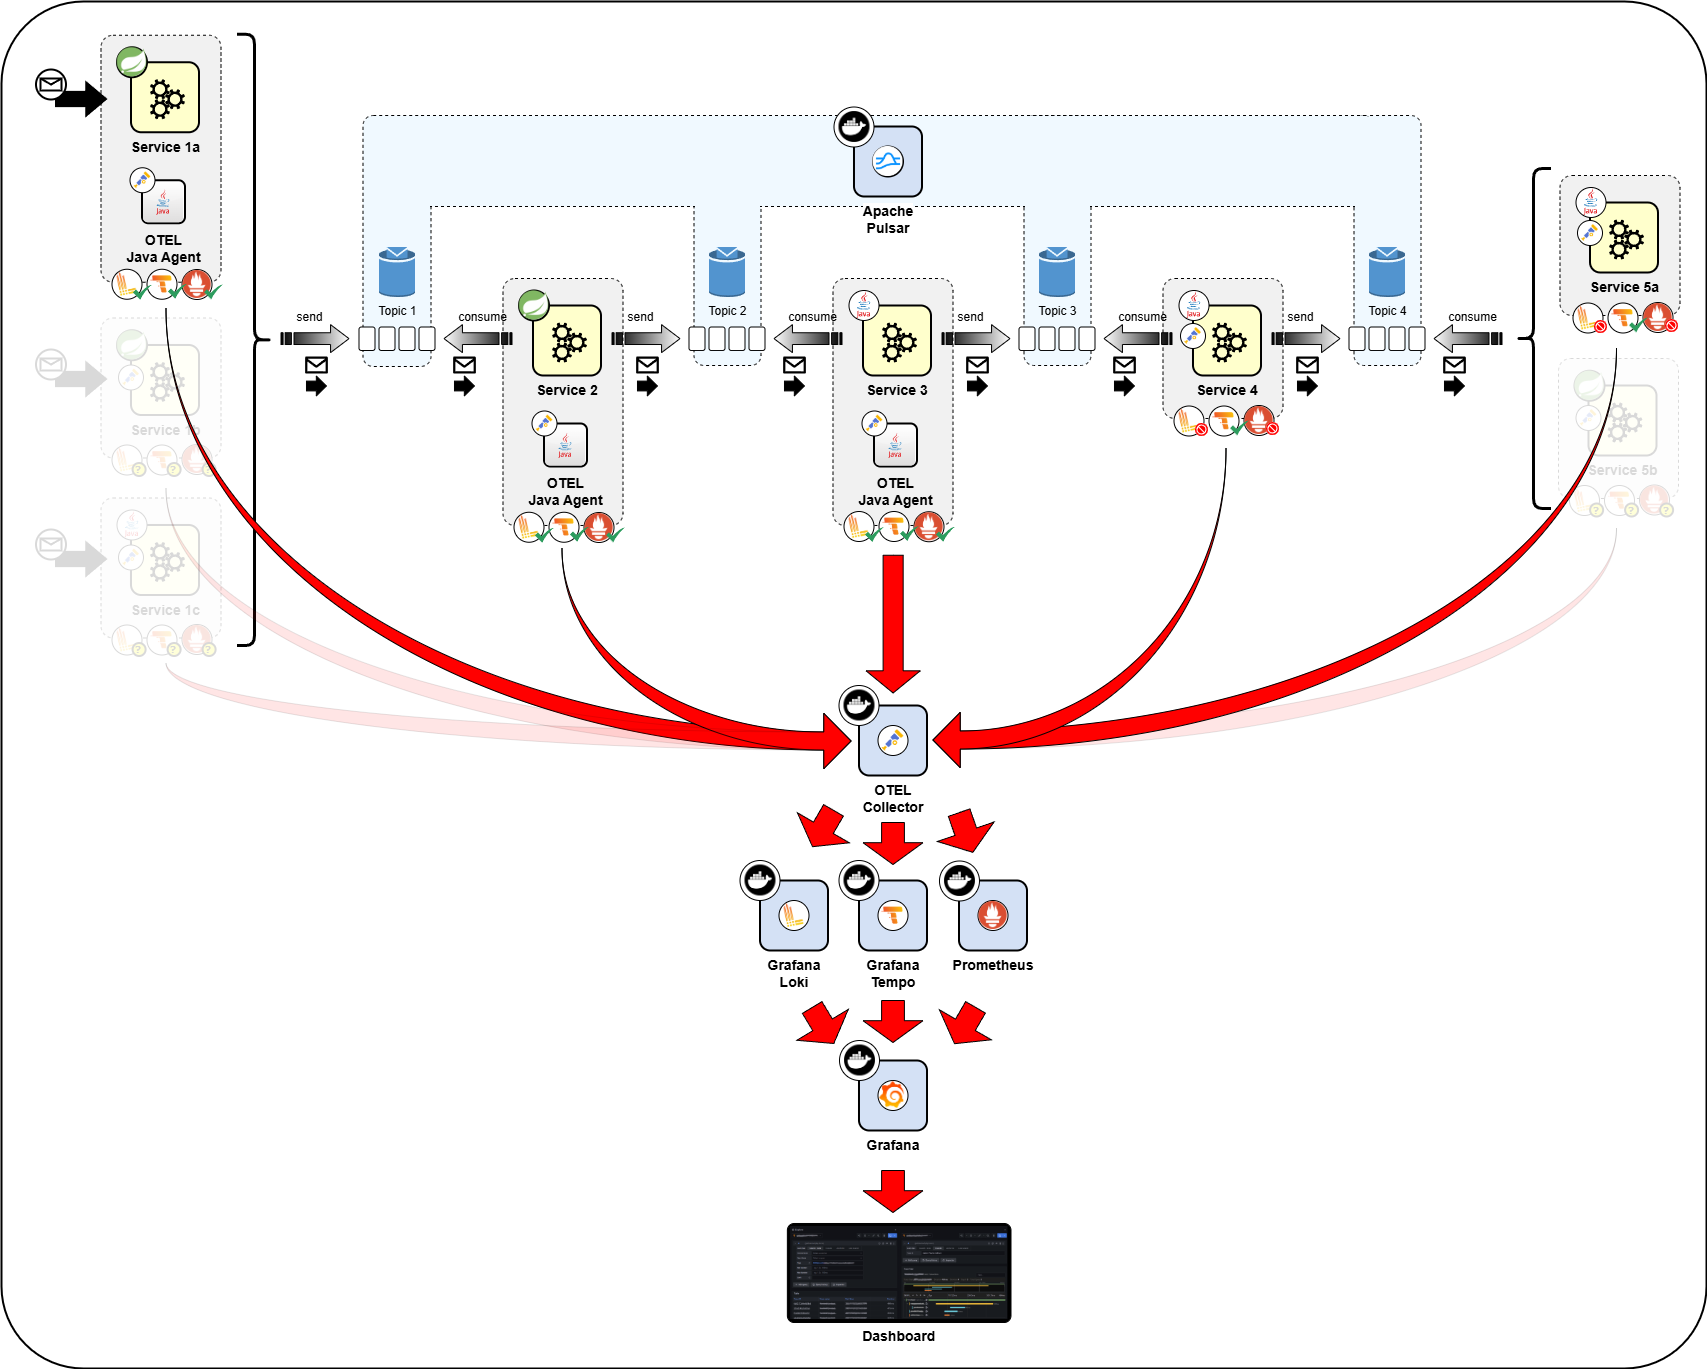 Service 1a
OTEL
Java Agent
Java
Service 1b
Service 1c
send
Topic 1
consume
Service 2
OTEL
Java Agent
Java
send
Topic 2
consume
Apache
Pulsar
Java
Service 3
OTEL
Java Agent
Java
send
Topic 3
consume
Java
Service 4
send
Topic 4
consume
Java
Service 5a
Service 5b
OTEL
Collector
Grafana
Loki
Grafana
Tempo
Prometheus
Grafana
Dashboard